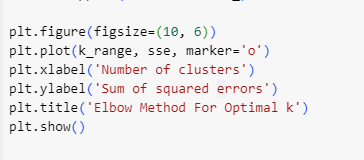 plt.figure(figsize=(10, 6))
plt.plot(k_range, sse, marker='o')
plt.xlabel('Number of clusters')
plt.ylabel('Sum of squared errors')
plt.title('Elbow Method For Optimal k')
plt.show()